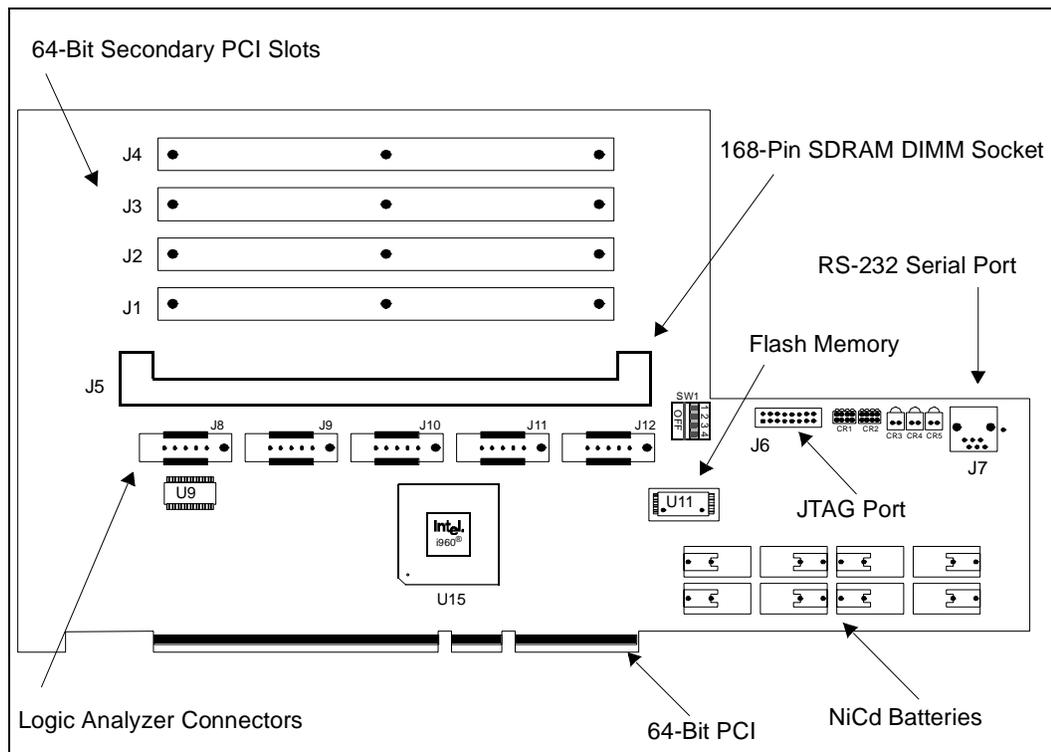 64-Bit Secondary PCI Slots
J4
168-Pin SDRAM DIMM Socket
J3
J2
RS-232 Serial Port
J1
Flash Memory
J5
SW1
OFF
1 2 3 4
J8
J9
J10
J11
J12
J6
CR1
CR2
CR3
CR4
CR5
J7
U9
U11
JTAG Port
Intel.
i960®
U15
Logic Analyzer Connectors
64-Bit PCI
NiCd Batteries